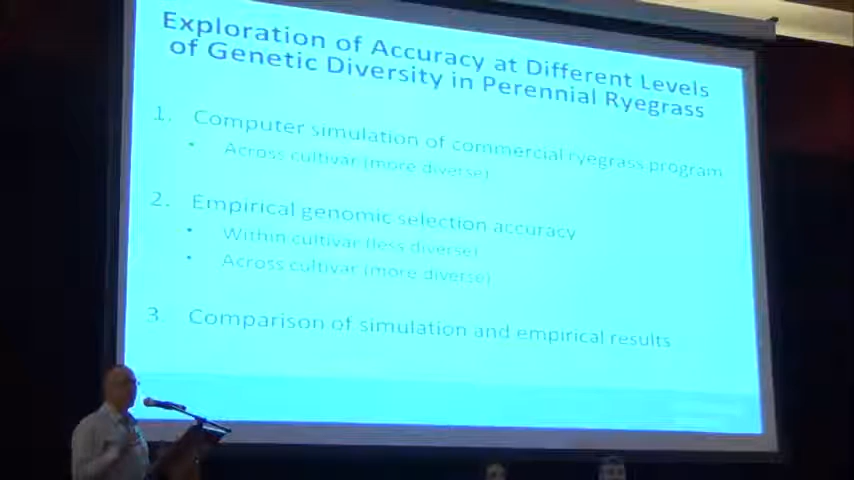 Exploration of Accuracy at Different Levels
of Genetic Diversity in Perennial Ryegrass
1. Computer simulation of commercial ryegrass program
• Across cultivar (more diverse)
2. Empirical genomic selection accuracy
• Within cultivar (less diverse)
• Across cultivar (more diverse)
3. Comparison of simulation and empirical results